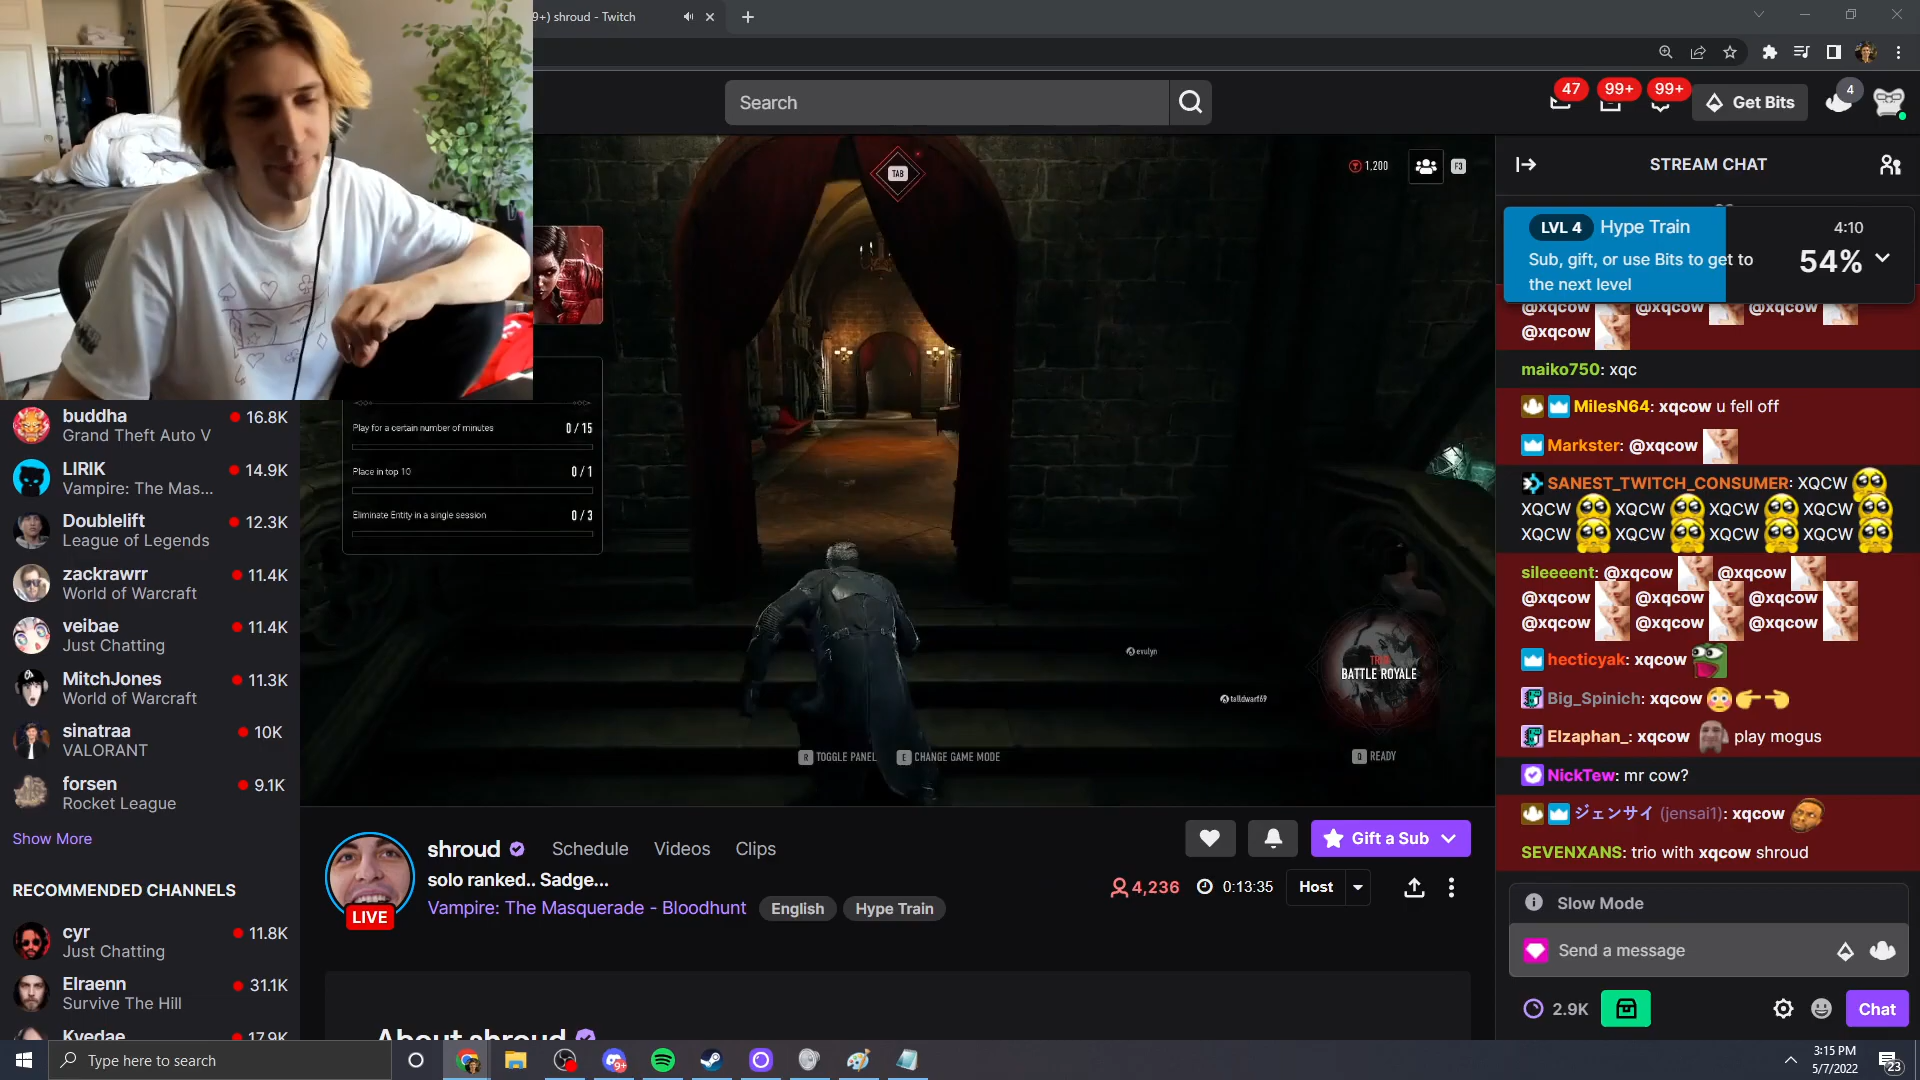 9+) shroud - Twitch
Search
47
99+
99+
Get Bits
4
TAB
1,200
F3
STREAM CHAT
LVL 4 Hype Train
4:10
Sub, gift, or use Bits to get to
the next level
54%
@xqcow @xqcow @xqcow
@xqcow
maiko750: xqc
MilesN64: xqcow u fell off
Markster: @xqcow
SANEST_TWITCH_CONSUMER: XQCW
XQCW XQCW XQCW XQCW
XQCW XQCW XQCW XQCW
sileeeent: @xqcow @xqcow
@xqcow @xqcow @xqcow
@xqcow @xqcow @xqcow
hecticyak: xqcow
Big_Spinich: xqcow
Elzaphan_: xqcow play mogus
NickTew: mr cow?
ジェンサイ (jensai1): xqcow
SEVENXANS: trio with xqcow shroud
Slow Mode
Send a message
2.9K
Chat
buddha
16.8K
Grand Theft Auto V
LIRIK
14.9K
Vampire: The Mas...
Doublelift
12.3K
League of Legends
zackrawrr
11.4K
World of Warcraft
veibae
11.4K
Just Chatting
MitchJones
11.3K
World of Warcraft
sinatraa
10K
VALORANT
forsen
9.1K
Rocket League
Show More
RECOMMENDED CHANNELS
cyr
11.8K
Just Chatting
Elraenn
31.1K
Survive The Hill
Kyedae
17.9K
Play for a certain number of minutes
0 / 15
Place in top 10
0 / 1
Eliminate Entity in a single session
0 / 3
evulyn
talldwarf69
TRIO
BATTLE ROYALE
R TOGGLE PANEL
E CHANGE GAME MODE
READY
LIVE
shroud
Schedule
Videos
Clips
solo ranked.. Sadge...
Vampire: The Masquerade - Bloodhunt
English
Hype Train
Gift a Sub
4,236
0:13:35
Host
About shroud
Type here to search
9+
3:15 PM
5/7/2022
23